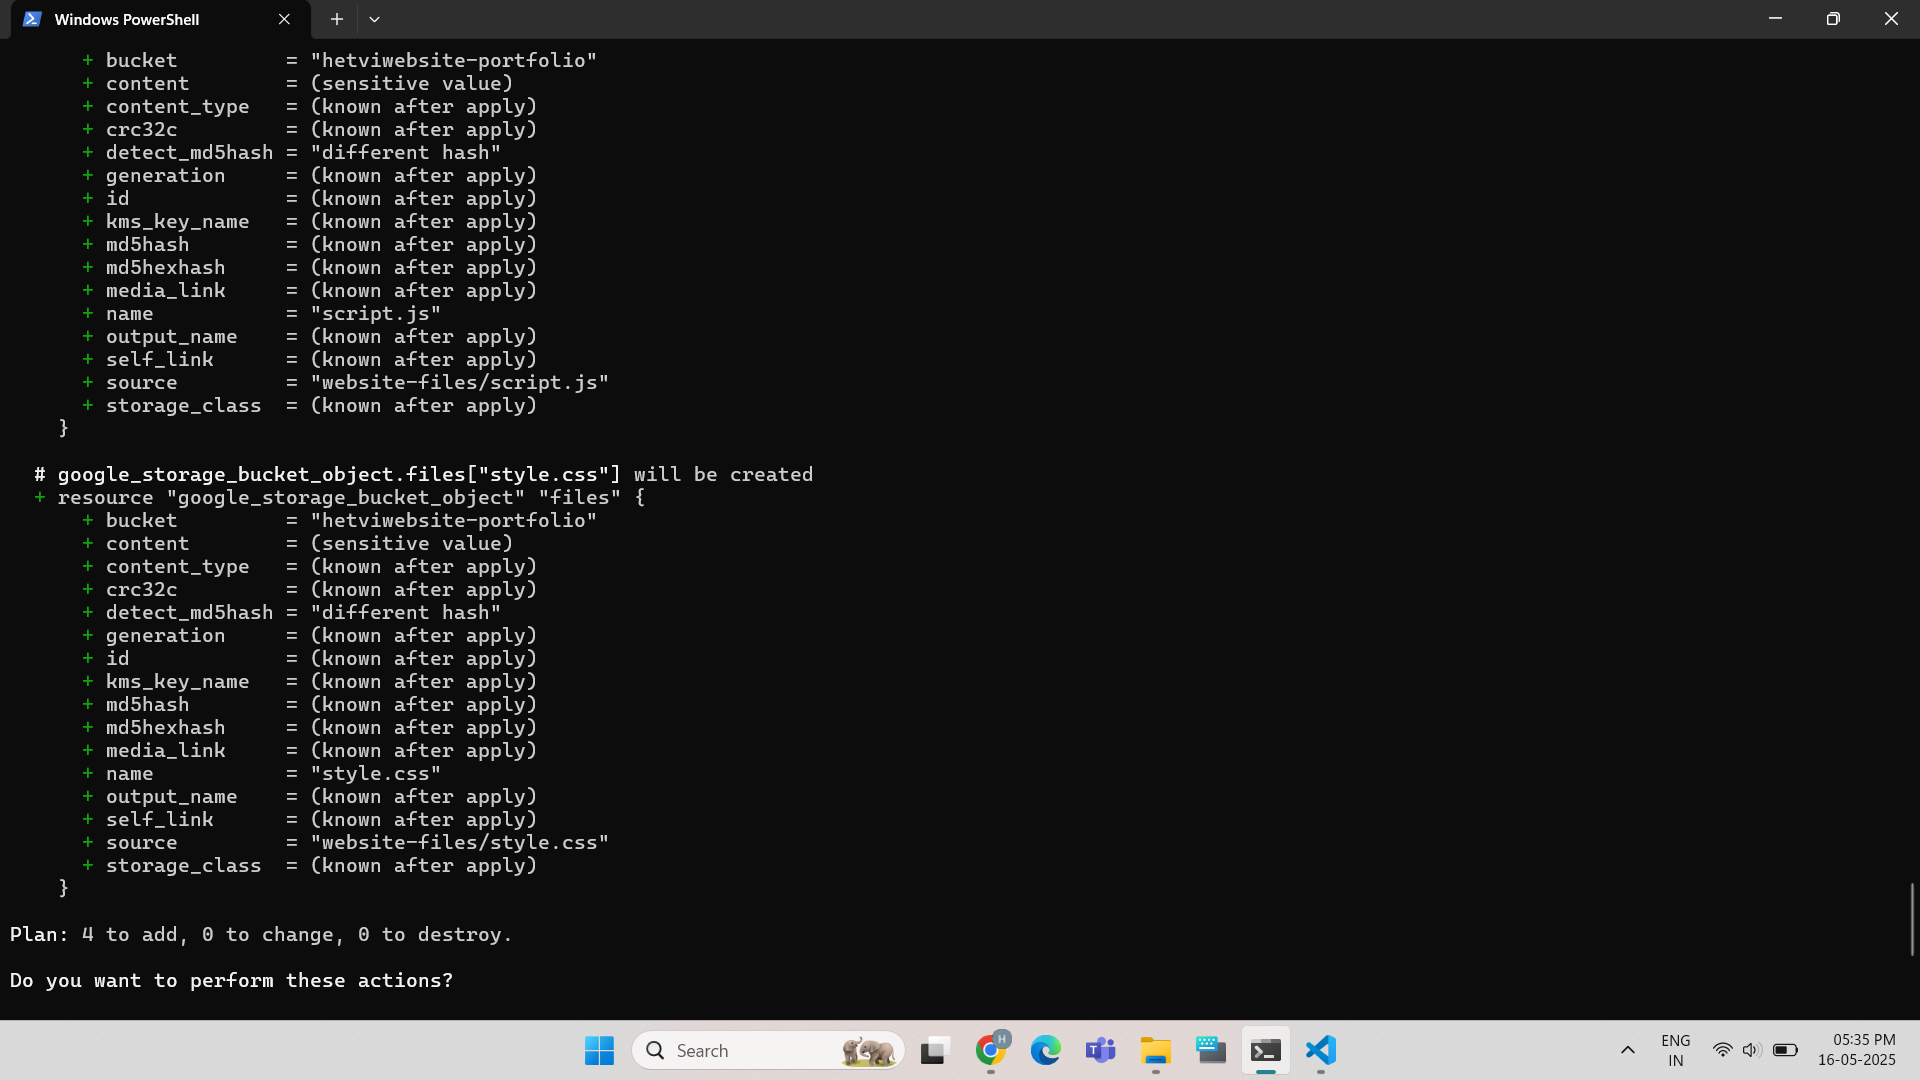 Windows PowerShell
+ bucket = "hetviwebsite-portfolio"
+ content = (sensitive value)
+ content_type = (known after apply)
+ crc32c = (known after apply)
+ detect_md5hash = "different hash"
+ generation = (known after apply)
+ id = (known after apply)
+ kms_key_name = (known after apply)
+ md5hash = (known after apply)
+ md5hexhash = (known after apply)
+ media_link = (known after apply)
+ name = "script.js"
+ output_name = (known after apply)
+ self_link = (known after apply)
+ source = "website-files/script.js"
+ storage_class = (known after apply)
}
# google_storage_bucket_object.files["style.css"] will be created
+ resource "google_storage_bucket_object" "files" {
+ bucket = "hetviwebsite-portfolio"
+ content = (sensitive value)
+ content_type = (known after apply)
+ crc32c = (known after apply)
+ detect_md5hash = "different hash"
+ generation = (known after apply)
+ id = (known after apply)
+ kms_key_name = (known after apply)
+ md5hash = (known after apply)
+ md5hexhash = (known after apply)
+ media_link = (known after apply)
+ name = "style.css"
+ output_name = (known after apply)
+ self_link = (known after apply)
+ source = "website-files/style.css"
+ storage_class = (known after apply)
}
Plan: 4 to add, 0 to change, 0 to destroy.
Do you want to perform these actions?
Search
H
T
ENG
IN
05:35 PM
16-05-2025